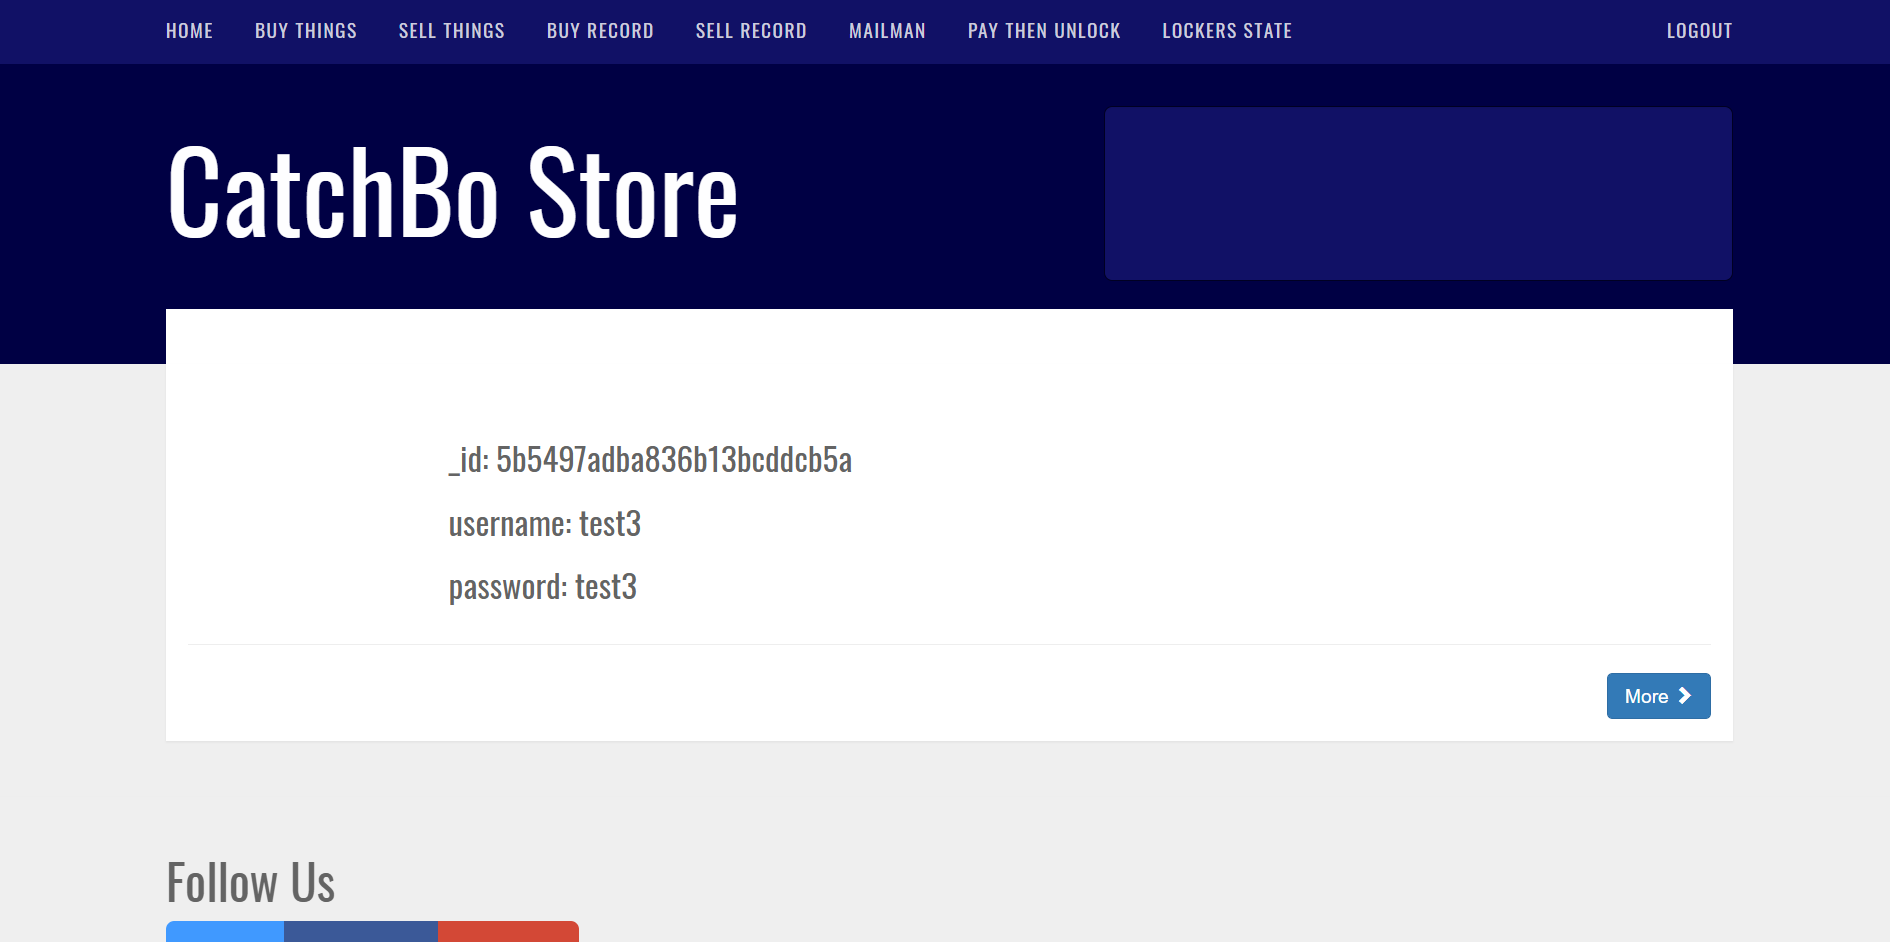 HOME BUY THINGS SELL THINGS BUY RECORD SELL RECORD MAILMAN PAY THEN UNLOCK LOCKERS STATE LOGOUT
CatchBo Store
_id: 5b5497adba836b13bcddcb5a
username: test3
password: test3
More
Follow Us